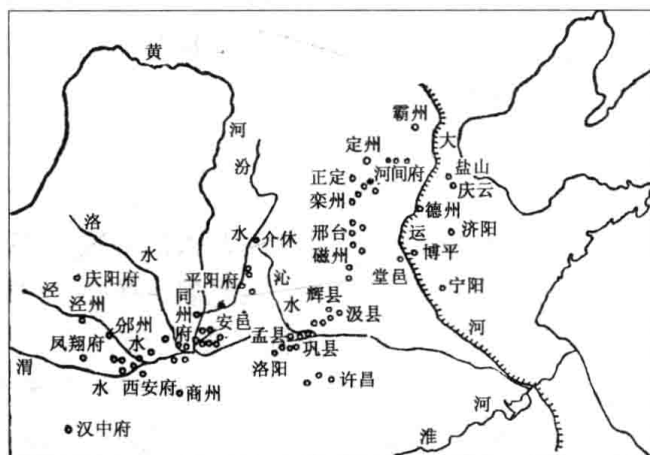 黄
河
汾
水
霸州
大
定州
盐山
正定
河间府
庆云
栾州
德州
洛
水
介休
邢台
运
济阳
磁州
博平
庆阳府
平阳府
沁
水
堂邑
泾
泾州
同州府
辉县
宁阳
邠州
安邑
汲县
凤翔府
水
孟县
巩县
河
渭
水
西安府
洛阳
许昌
商州
河
汉中府
淮